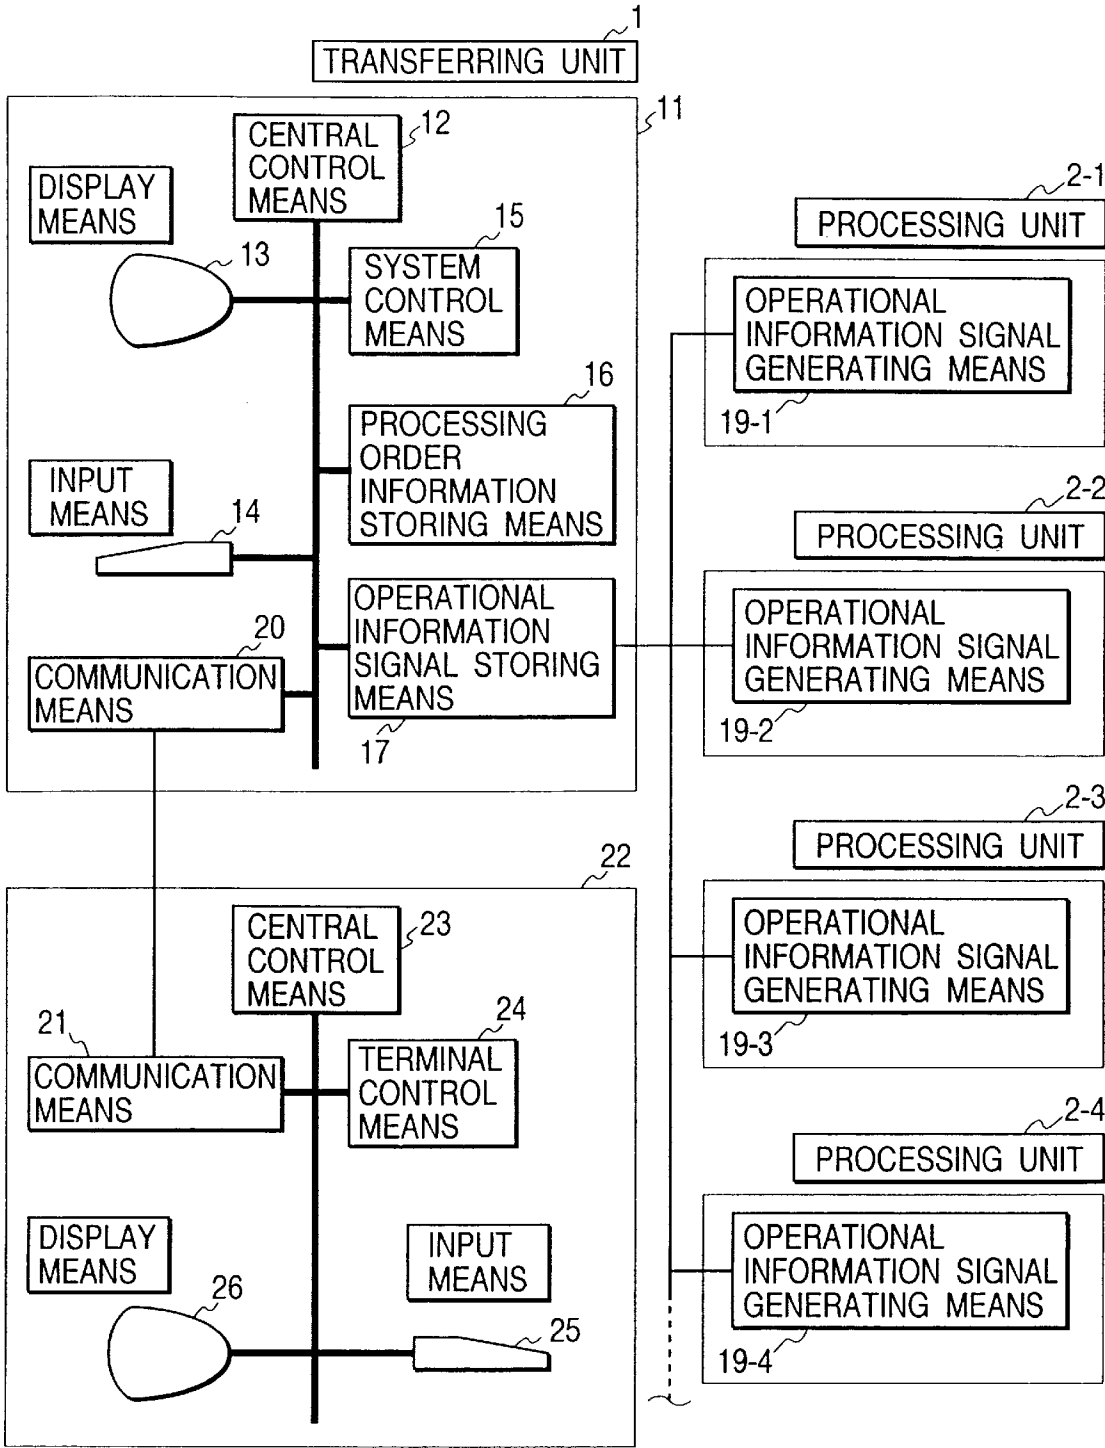 1
TRANSFERRING UNIT
11
CENTRAL
CONTROL
MEANS
12
DISPLAY
MEANS
13
15
SYSTEM
CONTROL
MEANS
16
PROCESSING
ORDER
INFORMATION
STORING MEANS
INPUT
MEANS
14
OPERATIONAL
INFORMATION
SIGNAL STORING
MEANS
17
20
COMMUNICATION
MEANS
2-1
PROCESSING UNIT
OPERATIONAL
INFORMATION SIGNAL
GENERATING MEANS
19-1
2-2
PROCESSING UNIT
OPERATIONAL
INFORMATION SIGNAL
GENERATING MEANS
19-2
2-3
PROCESSING UNIT
OPERATIONAL
INFORMATION SIGNAL
GENERATING MEANS
19-3
2-4
PROCESSING UNIT
OPERATIONAL
INFORMATION SIGNAL
GENERATING MEANS
19-4
22
CENTRAL
CONTROL
MEANS
23
21
COMMUNICATION
MEANS
24
TERMINAL
CONTROL
MEANS
DISPLAY
MEANS
26
INPUT
MEANS
25